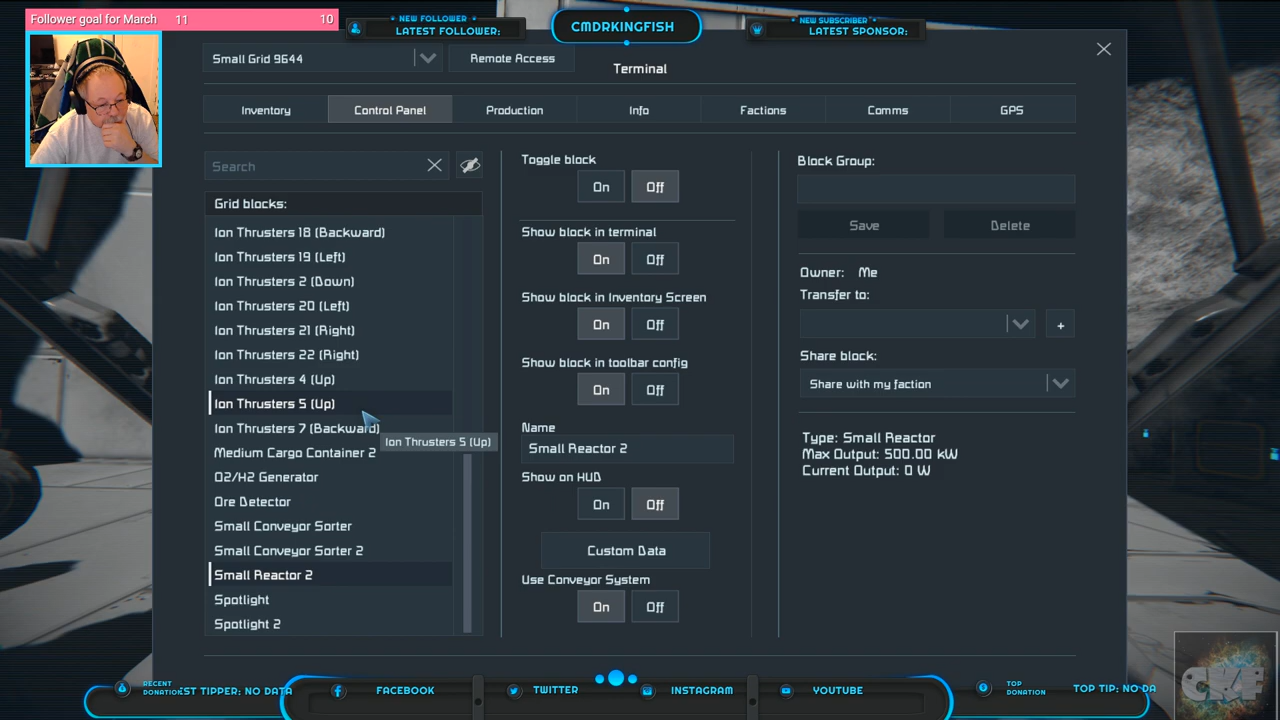 Follower goal for March 11 10
NEW FOLLOWER
LATEST FOLLOWER:
CMDRKINGFISH
NEW SUBSCRIBER
LATEST SPONSOR:
Small Grid 9644
Remote Access
Terminal
Inventory
Control Panel
Production
Info
Factions
Comms
GPS
Search
Grid blocks:
Ion Thrusters 18 (Backward)
Ion Thrusters 19 (Left)
Ion Thrusters 2 (Down)
Ion Thrusters 20 (Left)
Ion Thrusters 21 (Right)
Ion Thrusters 22 (Right)
Ion Thrusters 4 (Up)
Ion Thrusters 5 (Up)
Ion Thrusters 7 (Backward)
Ion Thrusters 5 (Up)
Medium Cargo Container 2
O2/H2 Generator
Ore Detector
Small Conveyor Sorter
Small Conveyor Sorter 2
Small Reactor 2
Spotlight
Spotlight 2
Toggle block
On Off
Show block in terminal
On Off
Show block in Inventory Screen
On Off
Show block in toolbar config
On Off
Name
Small Reactor 2
Show on HUD
On Off
Custom Data
Use Conveyor System
On Off
Block Group:
Save
Delete
Owner: Me
Transfer to:
+
Share block:
Share with my faction
Type: Small Reactor
Max Output: 500.00 kW
Current Output: 0 W
RECENT
DONATION
EST TIPPER: NO DATA
FACEBOOK
TWITTER
INSTAGRAM
YOUTUBE
TOP
DONATION
TOP TIP: NO DA
CKF